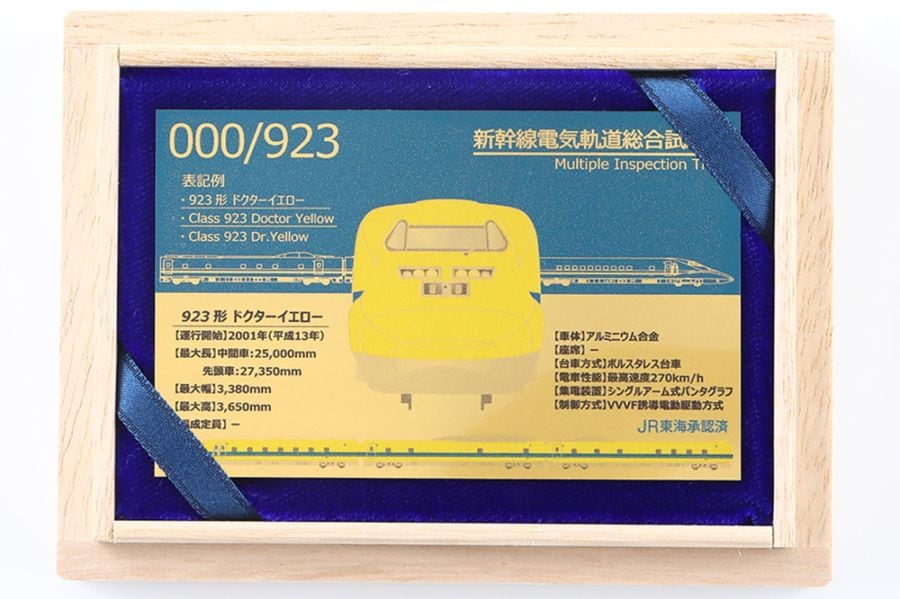 000/923
新幹線電気軌道総合試
Multiple Inspection
表記例
・923 形 ドクターイエロー
・Class 923 Doctor Yellow
・Class 923 Dr.Yellow
923 形 ドクターイエロー
【運行開始】2001年(平成13年)
【最大長】中間車:25,000mm
先頭車:27,350mm
【最大幅】3,380mm
【最大高】3,650mm
成定員】 −
【車体】アルミニウム合金
【座席】 −
【台車方式】ボルスタレス台車
【電車性能】最高速度270km/h
【集電装置】シングルアーム式パンタグラフ
【制御方式】VVVF誘導電動駆動方式
JR東海承認済